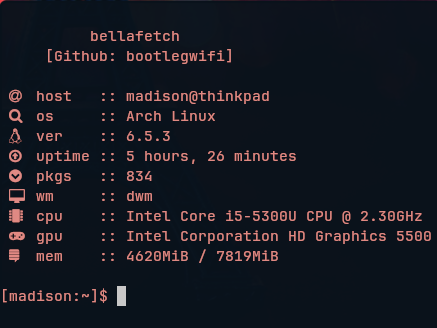 bellafetch
[Github: bootlegwifi]
host :: madison@thinkpad
os :: Arch Linux
ver :: 6.5.3
uptime :: 5 hours, 26 minutes
pkgs :: 834
wm :: dwm
cpu :: Intel Core i5-5300U CPU @ 2.30GHz
gpu :: Intel Corporation HD Graphics 5500
mem :: 4620MiB / 7819MiB
[madison:~]$